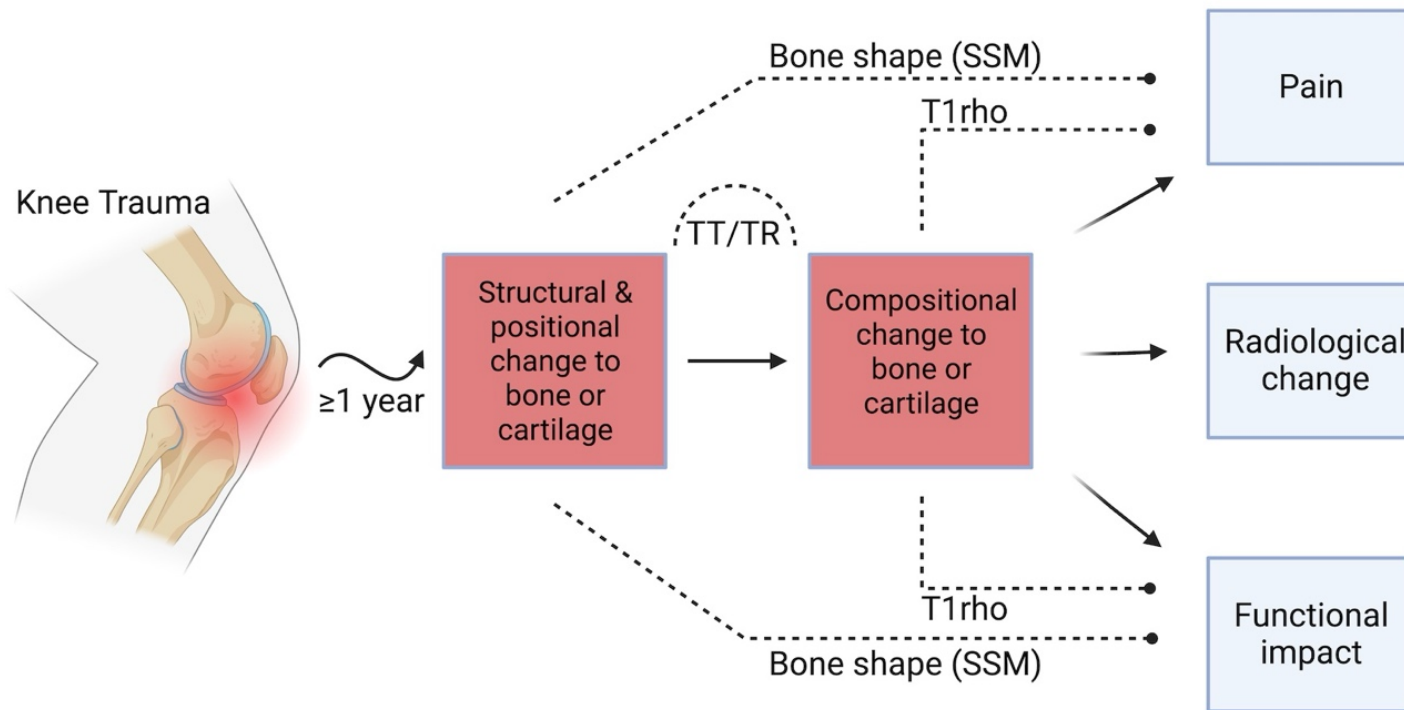 Knee Trauma
≥1 year
Structural &
positional
change to
bone or
cartilage
TT/TR
Compositional
change to
bone or
cartilage
Bone shape (SSM)
T1rho
T1rho
Bone shape (SSM)
Pain
Radiological
change
Functional
impact